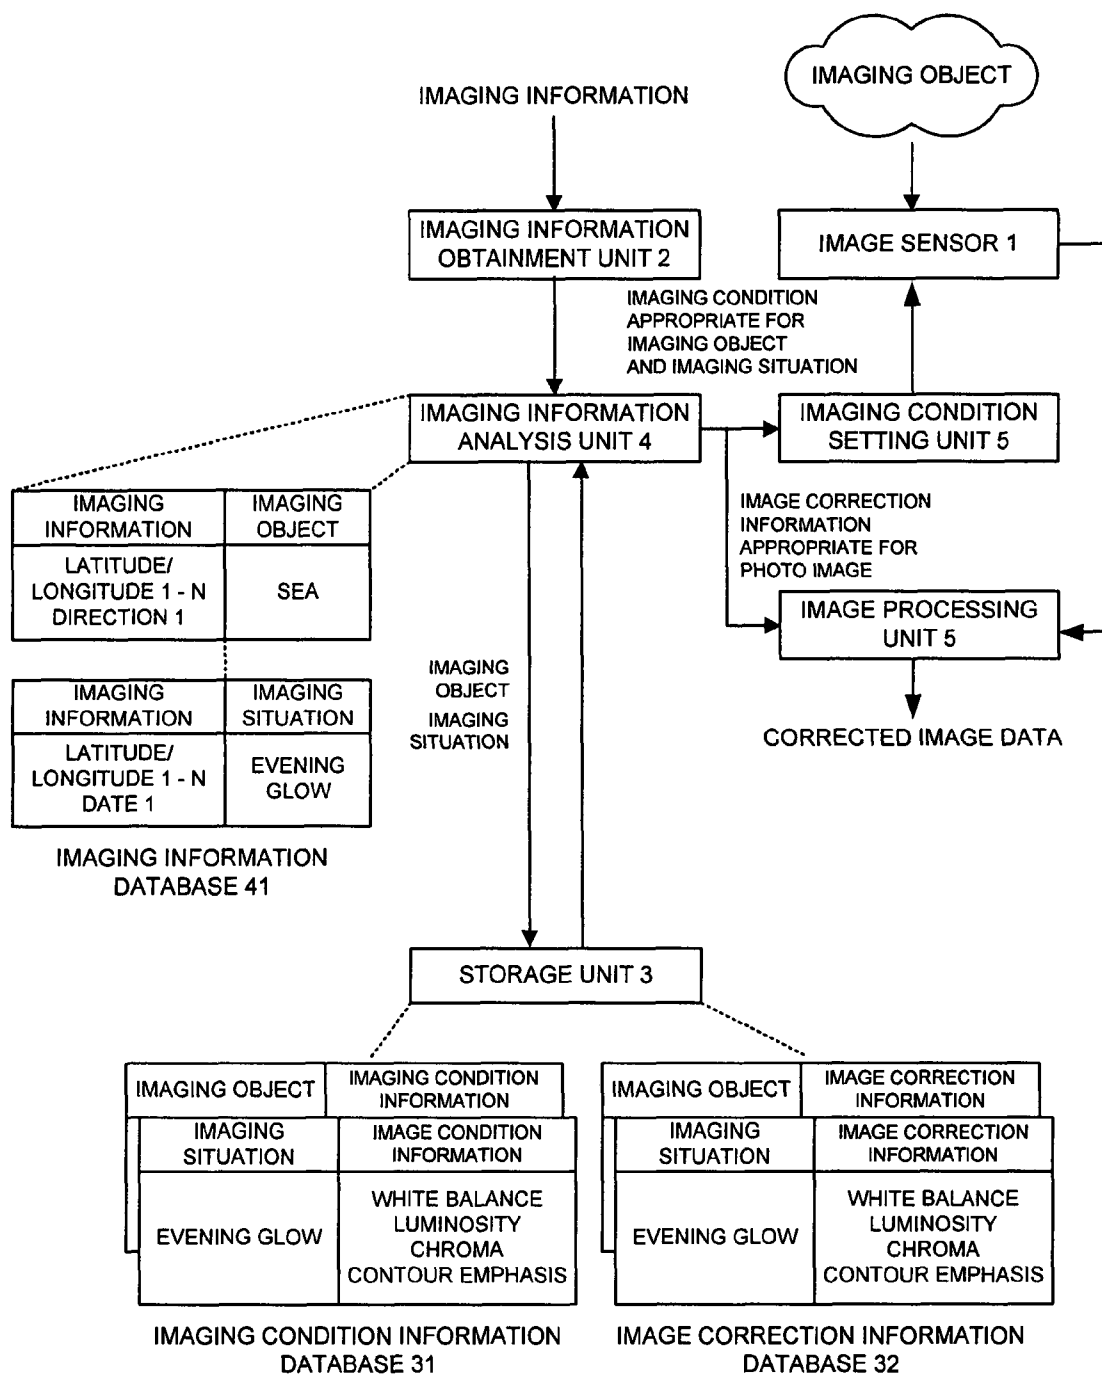 IMAGING OBJECT
IMAGING INFORMATION
IMAGING INFORMATION
OBTAINMENT UNIT 2
IMAGE SENSOR 1
IMAGING CONDITION
APPROPRIATE FOR
IMAGING OBJECT
AND IMAGING SITUATION
IMAGING INFORMATION
ANALYSIS UNIT 4
IMAGING CONDITION
SETTING UNIT 5
IMAGING
INFORMATION
IMAGING
OBJECT
LATITUDE/
LONGITUDE 1 - N
DIRECTION 1
SEA
IMAGE CORRECTION
INFORMATION
APPROPRIATE FOR
PHOTO IMAGE
IMAGE PROCESSING
UNIT 5
IMAGING
OBJECT
IMAGING
SITUATION
IMAGING
INFORMATION
IMAGING
SITUATION
LATITUDE/
LONGITUDE 1 - N
DATE 1
EVENING
GLOW
CORRECTED IMAGE DATA
IMAGING INFORMATION
DATABASE 41
STORAGE UNIT 3
IMAGING OBJECT
IMAGING CONDITION
INFORMATION
IMAGING
SITUATION
IMAGE CONDITION
INFORMATION
EVENING GLOW
WHITE BALANCE
LUMINOSITY
CHROMA
CONTOUR EMPHASIS
IMAGING CONDITION INFORMATION
DATABASE 31
IMAGING OBJECT
IMAGE CORRECTION
INFORMATION
IMAGING
SITUATION
IMAGE CORRECTION
INFORMATION
EVENING GLOW
WHITE BALANCE
LUMINOSITY
CHROMA
CONTOUR EMPHASIS
IMAGE CORRECTION INFORMATION
DATABASE 32